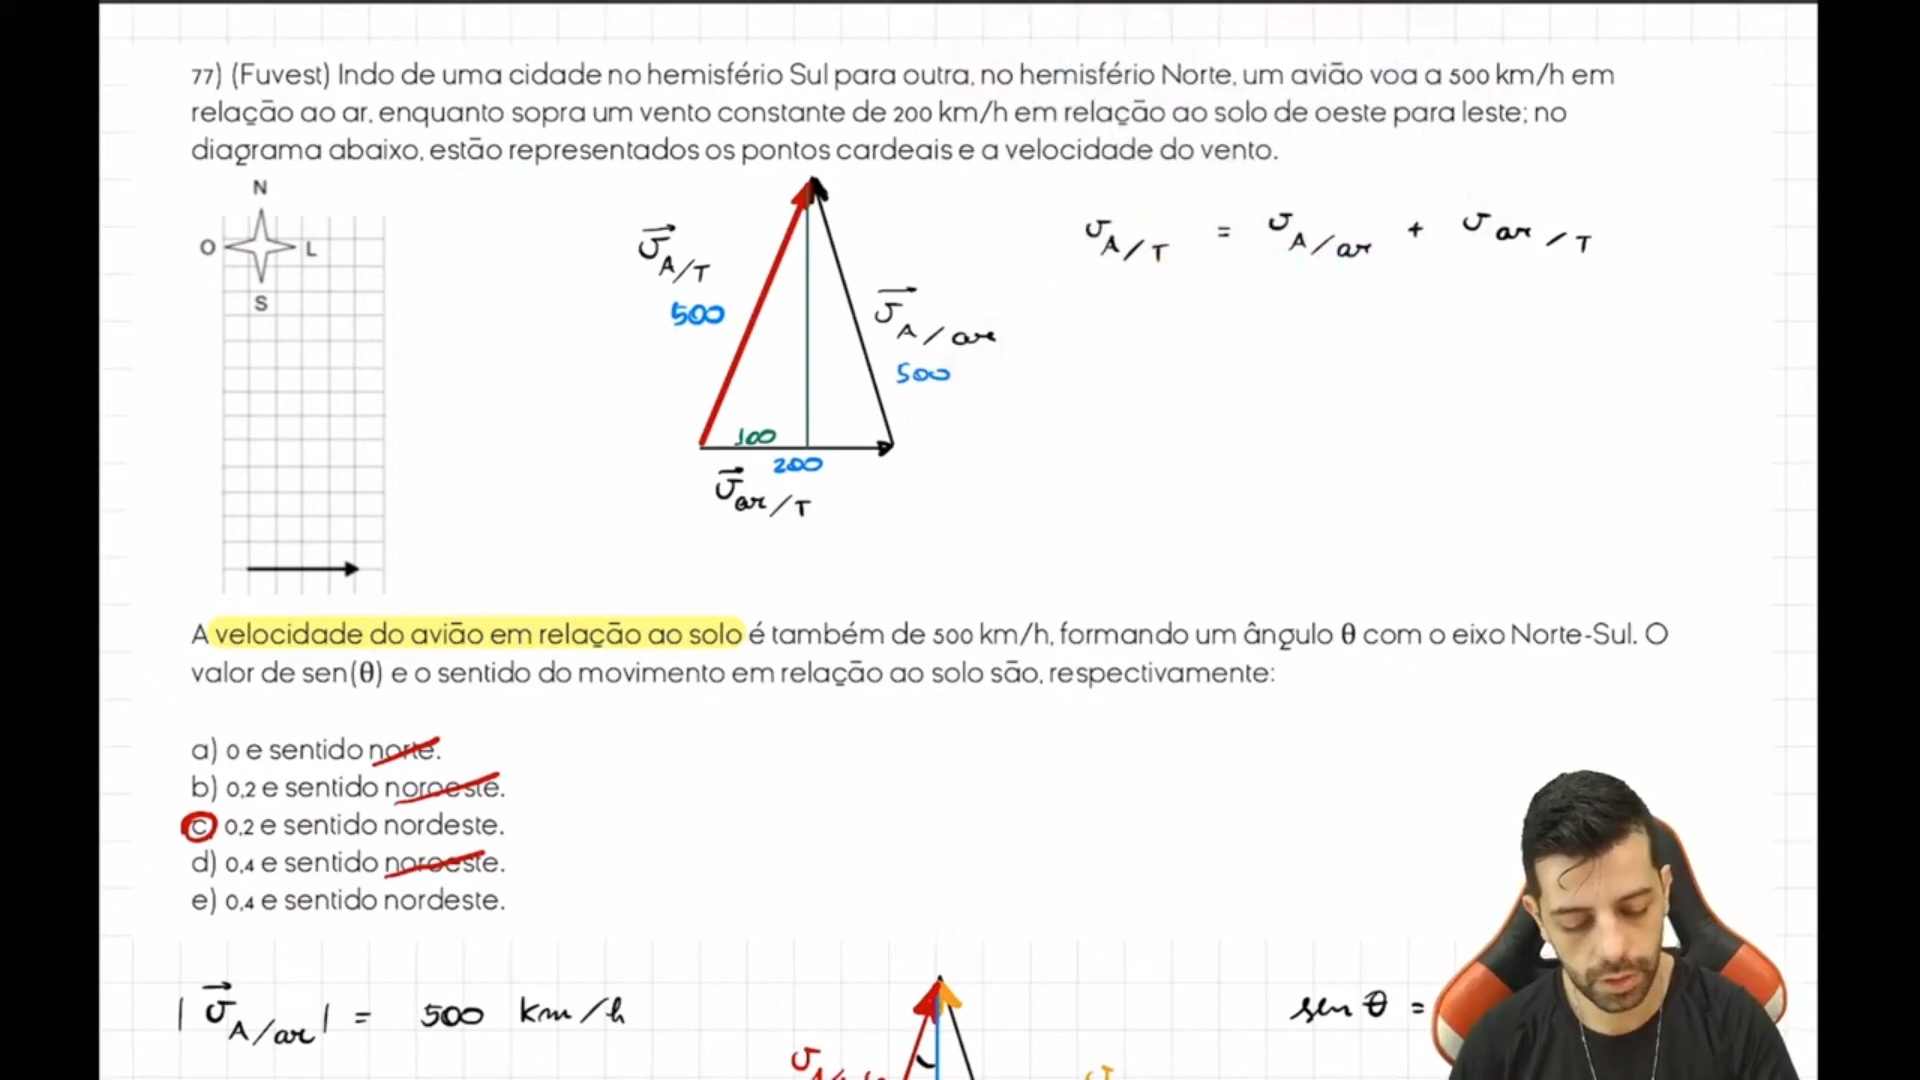 77) (Fuvest) Indo de uma cidade no hemisfério Sul para outra, no hemisfério Norte, um avião voa a 500 km/h em
relação ao ar, enquanto sopra um vento constante de 200 km/h em relação ao solo de oeste para leste; no
diagrama abaixo, estão representados os pontos cardeais e a velocidade do vento.
N
O L
S
v A/T
500
v A/ar
500
100
200
v ar/T
v A/T = v A/ar + v ar/T
A velocidade do avião em relação ao solo é também de 500 km/h, formando um ângulo θ com o eixo Norte-Sul. O
valor de sen(θ) e o sentido do movimento em relação ao solo são, respectivamente:
a) 0 e sentido norte.
b) 0,2 e sentido noroeste.
c) 0,2 e sentido nordeste.
d) 0,4 e sentido noroeste.
e) 0,4 e sentido nordeste.
|v A/ar| = 500 km/h
sen θ =